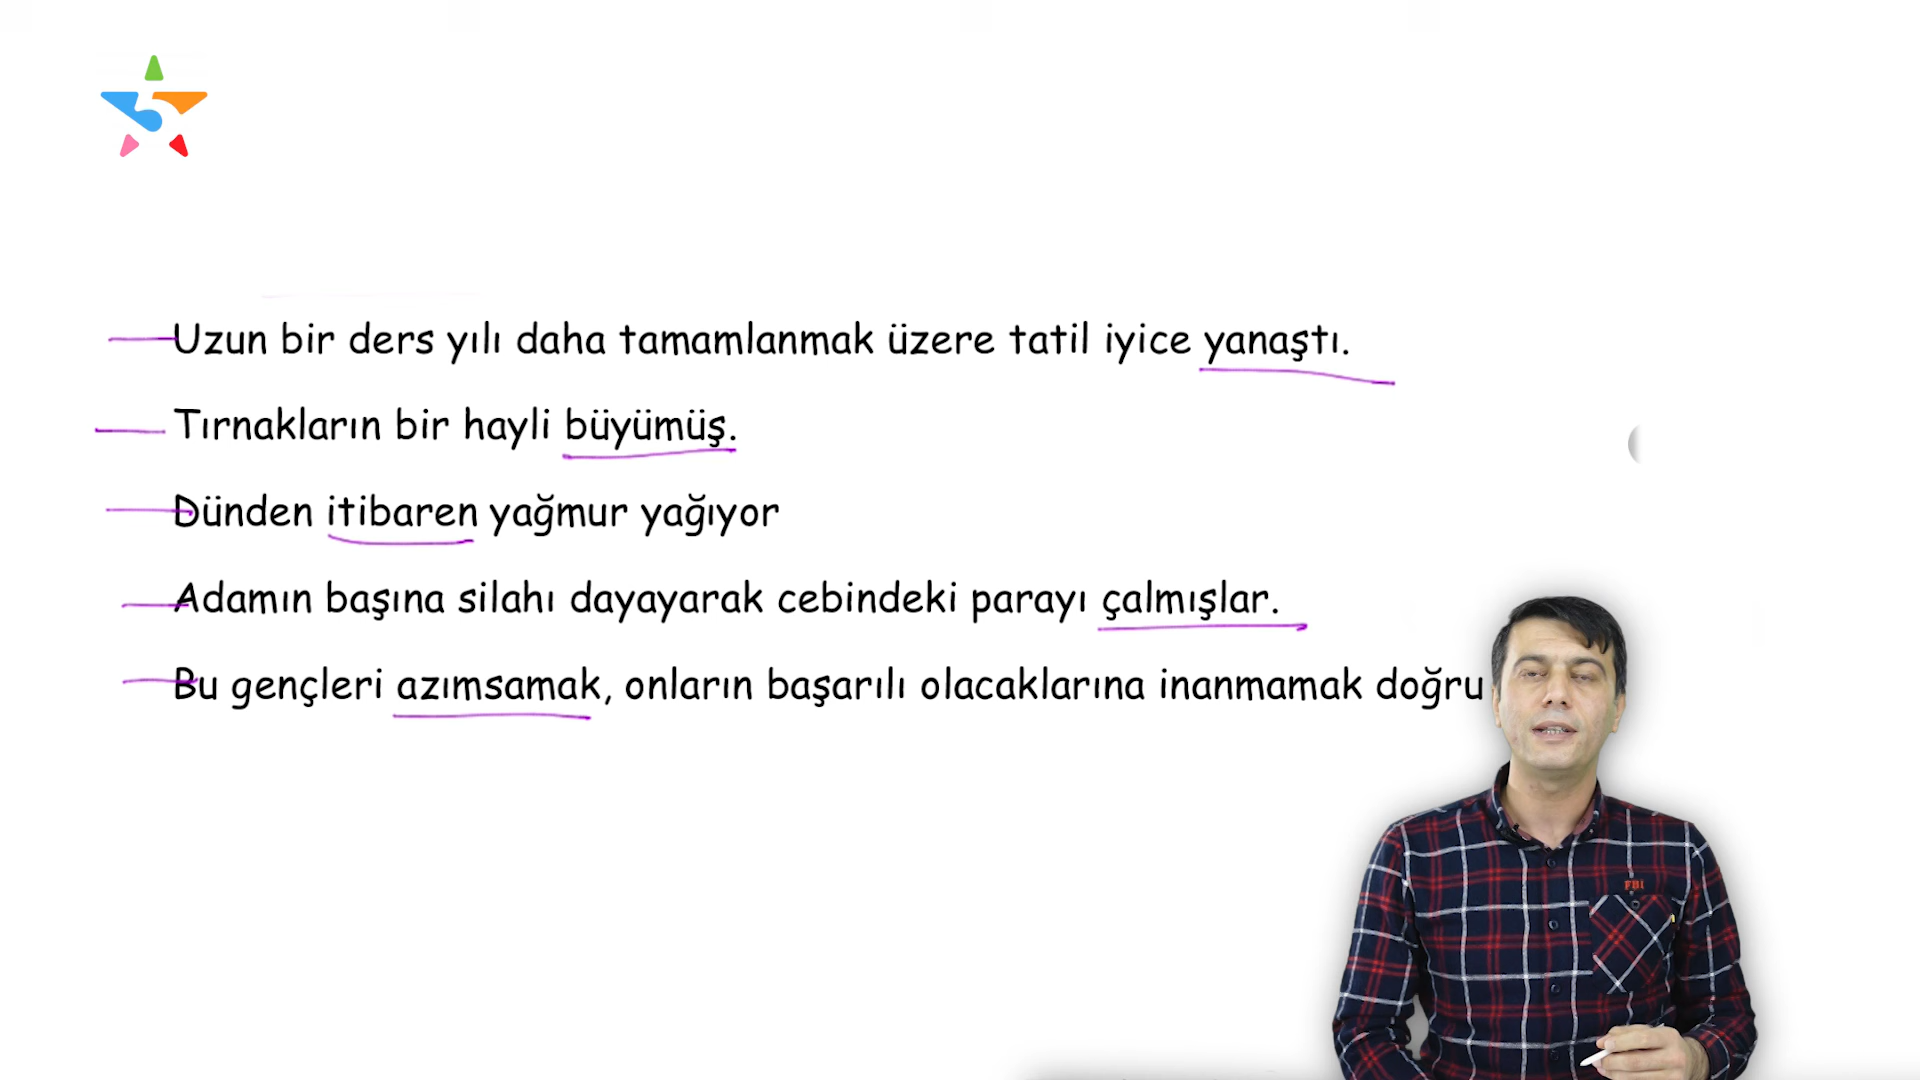 Uzun bir ders yılı daha tamamlanmak üzere tatil iyice yanaştı.
Tırnakların bir hayli büyümüş.
Dünden itibaren yağmur yağıyor
Adamın başına silahı dayayarak cebindeki parayı çalmışlar.
Bu gençleri azımsamak, onların başarılı olacaklarına inanmamak doğru
FBI